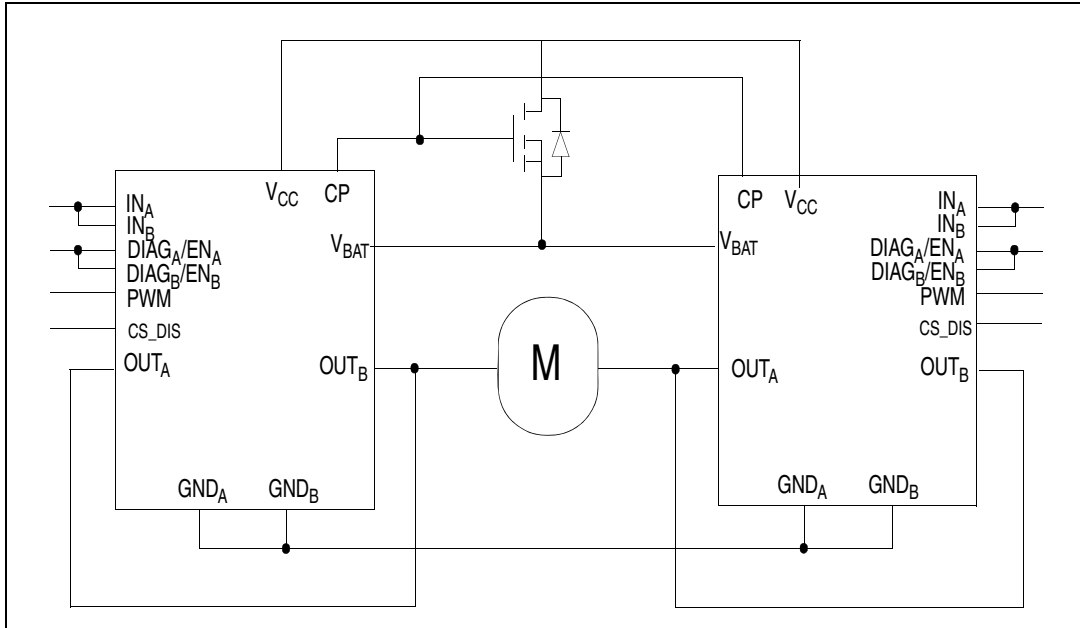 V_CC CP
IN_A
IN_B
DIAG_A/EN_A
DIAG_B/EN_B
PWM
CS_DIS
OUT_A
V_BAT
OUT_B
GND_A GND_B
M
CP V_CC
V_BAT
OUT_A
IN_A
IN_B
DIAG_A/EN_A
DIAG_B/EN_B
PWM
CS_DIS
OUT_B
GND_A GND_B